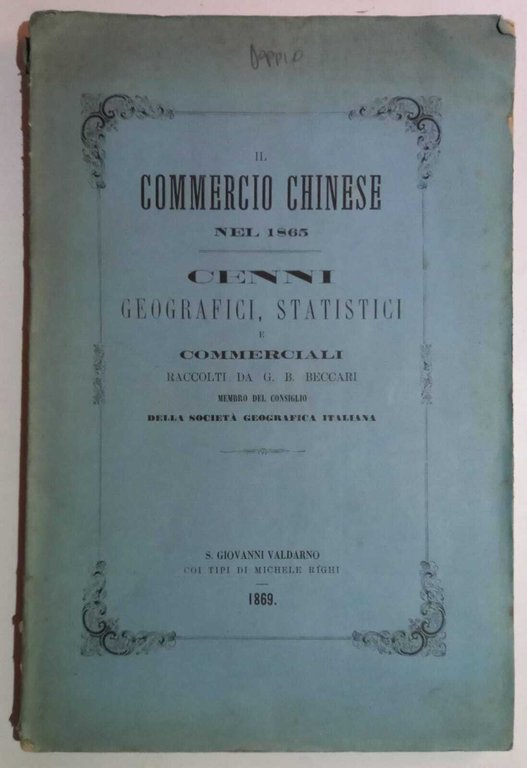 Doppio
IL
COMMERCIO CHINESE
NEL 1865
CENNI
GEOGRAFICI, STATISTICI
E
COMMERCIALI
RACCOLTI DA G. B. BECCARI
MEMBRO DEL CONSIGLIO
DELLA SOCIETÀ GEOGRAFICA ITALIANA
S. GIOVANNI VALDARNO
COI TIPI DI MICHELE RIGHI
1869.